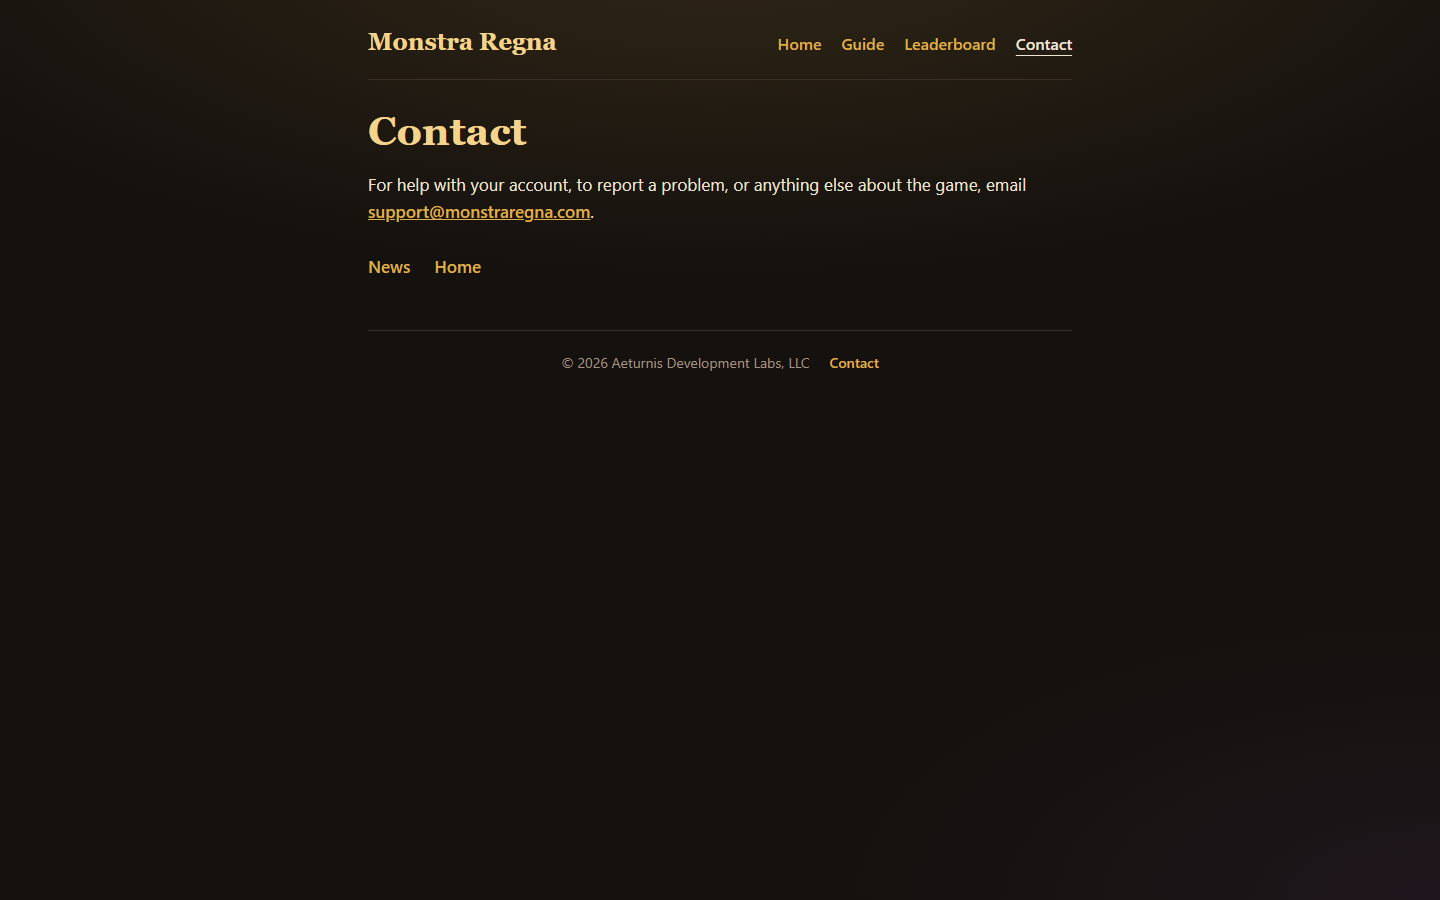 Monstra Regna
Home Guide Leaderboard Contact
Contact
For help with your account, to report a problem, or anything else about the game, email
support@monstraregna.com.
News Home
© 2026 Aeturnis Development Labs, LLC Contact